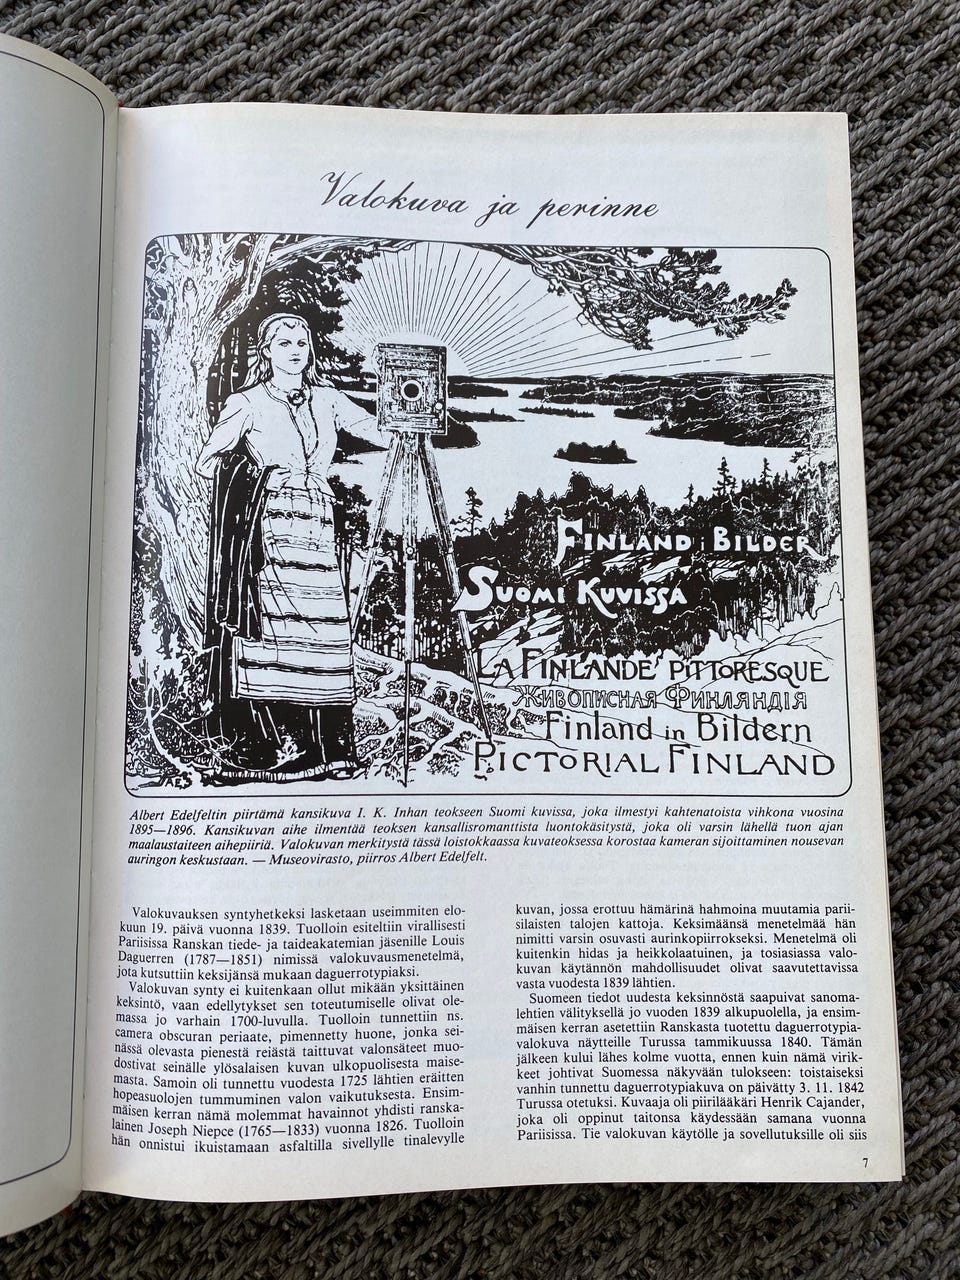 Valokuva ja perinne
FINLAND i BILDER
SUOMI KUVISSA
LA FINLANDE PITTORESQUE
ЖИВОПИСНАЯ ФИНЛЯНДІЯ
Finland in Bildern
PICTORIAL FINLAND
Albert Edelfeltin piirtämä kansikuva I. K. Inhan teokseen Suomi kuvissa, joka ilmestyi kahtenatoista vihkona vuosina
1895—1896. Kansikuvan aihe ilmentää teoksen kansallisromanttista luontokäsitystä, joka oli varsin lähellä tuon ajan
maalaustaiteen aihepiiriä. Valokuvan merkitystä tässä loistokkaassa kuvateoksessa korostaa kameran sijoittaminen nousevan
auringon keskustaan. — Museovirasto, piirros Albert Edelfelt.
Valokuvauksen syntyhetkeksi lasketaan useimmiten elo-
kuun 19. päivä vuonna 1839. Tuolloin esiteltiin virallisesti
Pariisissa Ranskan tiede- ja taideakatemian jäsenille Louis
Daguerren (1787—1851) nimissä valokuvausmenetelmä,
jota kutsuttiin keksijänsä mukaan daguerrotypiaksi.
Valokuvan synty ei kuitenkaan ollut mikään yksittäinen
keksintö, vaan edellytykset sen toteutumiselle olivat ole-
massa jo varhain 1700-luvulla. Tuolloin tunnettiin ns.
camera obscuran periaate, pimennetty huone, jonka sei-
nässä olevasta pienestä reiästä taittuvat valonsäteet muo-
dostivat seinälle ylösalaisen kuvan ulkopuolisesta maise-
masta. Samoin oli tunnettu vuodesta 1725 lähtien eräitten
hopeasuolojen tummuminen valon vaikutuksesta. Ensim-
mäisen kerran nämä molemmat havainnot yhdisti ranska-
lainen Joseph Niepce (1765—1833) vuonna 1826. Tuolloin
hän onnistui ikuistamaan asfaltilla sivellylle tinalevylle
kuvan, jossa erottuu hämärinä hahmoina muutamia parii-
silaisten talojen kattoja. Keksimäänsä menetelmää hän
nimitti varsin osuvasti aurinkopiirrokseksi. Menetelmä oli
kuitenkin hidas ja heikkolaatuinen, ja tosiasiassa valo-
kuvan käytännön mahdollisuudet olivat saavutettavissa
vasta vuodesta 1839 lähtien.
Suomeen tiedot uudesta keksinnöstä saapuivat sanoma-
lehtien välityksellä jo vuoden 1839 alkupuolella, ja ensim-
mäisen kerran asetettiin Ranskasta tuotettu daguerrotypia-
valokuva näytteille Turussa tammikuussa 1840. Tämän
jälkeen kului lähes kolme vuotta, ennen kuin nämä virik-
keet johtivat Suomessa näkyvään tulokseen: toistaiseksi
vanhin tunnettu daguerrotypiakuva on päivätty 3. 11. 1842
Turussa otetuksi. Kuvaaja oli piirilääkäri Henrik Cajander,
joka oli oppinut taitonsa käydessään samana vuonna
Pariisissa. Tie valokuvan käytölle ja sovellutuksille oli siis
7